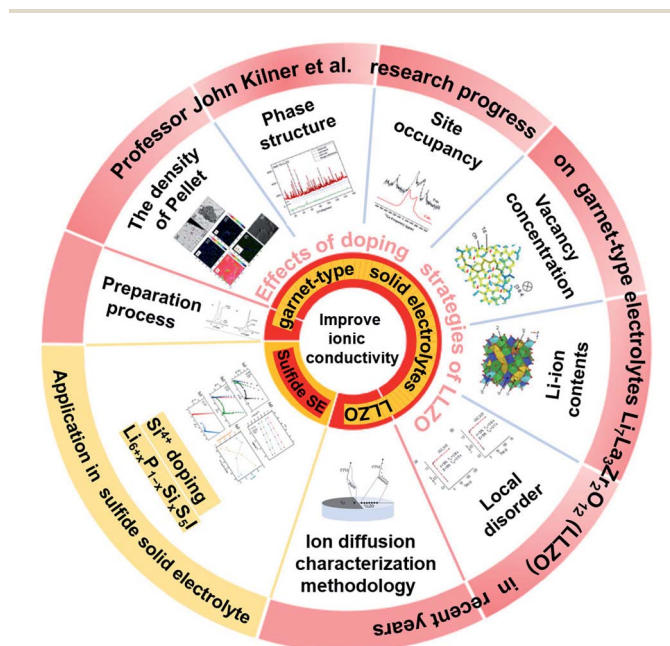 Professor John Kilner et al. research progress on garnet-type electrolytes Li₇La₃Zr₂O₁₂ (LLZO) in recent years
Application in sulfide solid electrolyte
Phase
structure
Site
occupancy
Vacancy
concentration
Li-ion
contents
Local
disorder
Ion diffusion
characterization
methodology
Si⁴⁺ doping
Li₆₊ₓP₁₋ₓSiₓS₅I
Preparation
process
The density
of Pellet
Effects of doping strategies of LLZO
garnet-type solid electrolytes
LLZO
Sulfide SE
Improve
ionic
conductivity